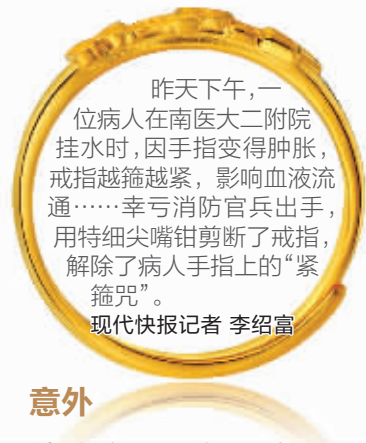 昨天下午，一
位病人在南医大二附院
挂水时，因手指变得肿胀，
戒指越箍越紧，影响血液流
通……幸亏消防官兵出手，
用特细尖嘴钳剪断了戒指，
解除了病人手指上的“紧
箍咒”。
现代快报记者 李绍富
意外